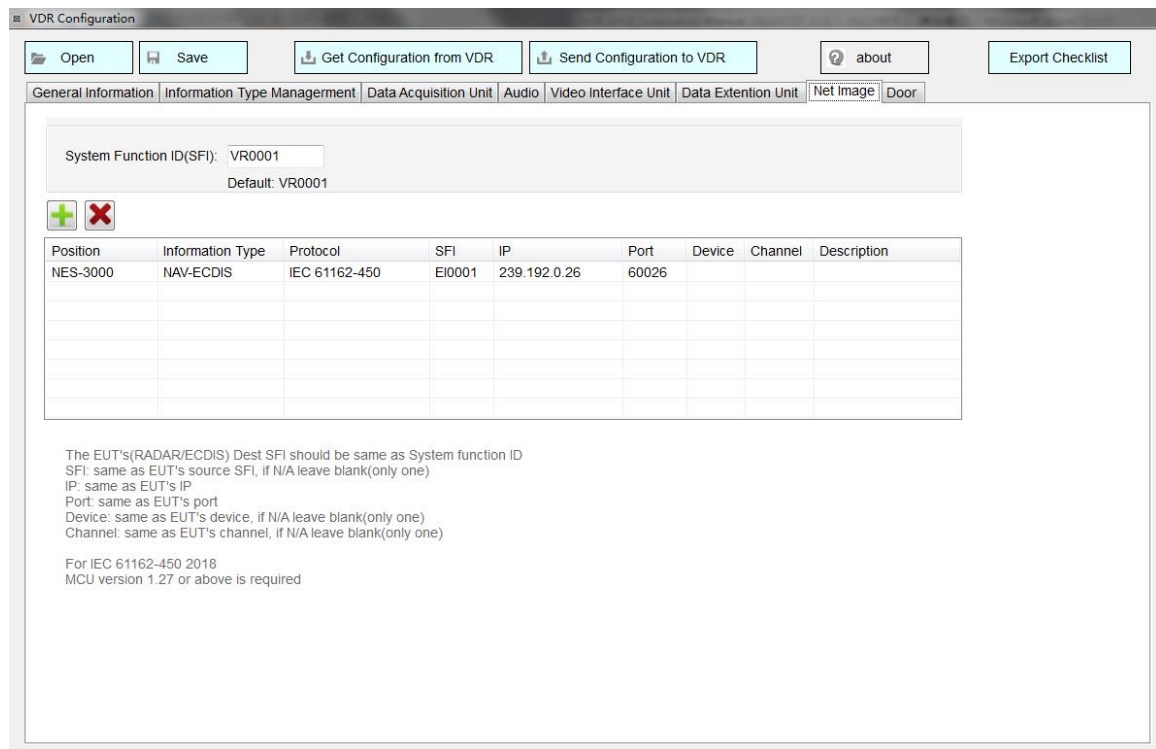 VDR Configuration
Open Save Get Configuration from VDR Send Configuration to VDR about Export Checklist
General Information Information Type Managerment Data Acquisition Unit Audio Video Interface Unit Data Extention Unit Net Image Door
System Function ID(SFI): VR0001
Default: VR0001
Position Information Type Protocol SFI IP Port Device Channel Description
NES-3000 NAV-ECDIS IEC 61162-450 EI0001 239.192.0.26 60026
The EUT's(RADAR/ECDIS) Dest SFI should be same as System function ID
SFI: same as EUT's source SFI, if N/A leave blank(only one)
IP: same as EUT's IP
Port: same as EUT's port
Device: same as EUT's device, if N/A leave blank(only one)
Channel: same as EUT's channel, if N/A leave blank(only one)
For IEC 61162-450 2018
MCU version 1.27 or above is required